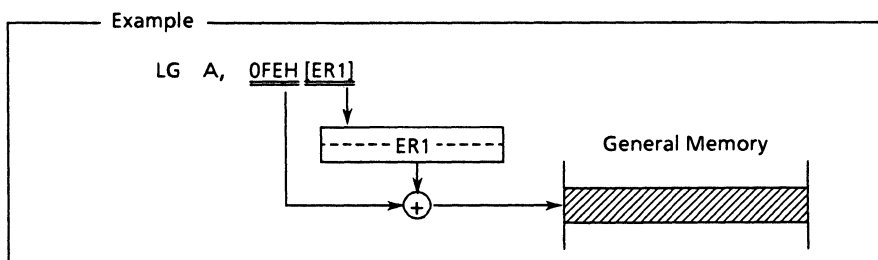 Example
LG A, 0FEH [ER1]
ER1
General Memory
+